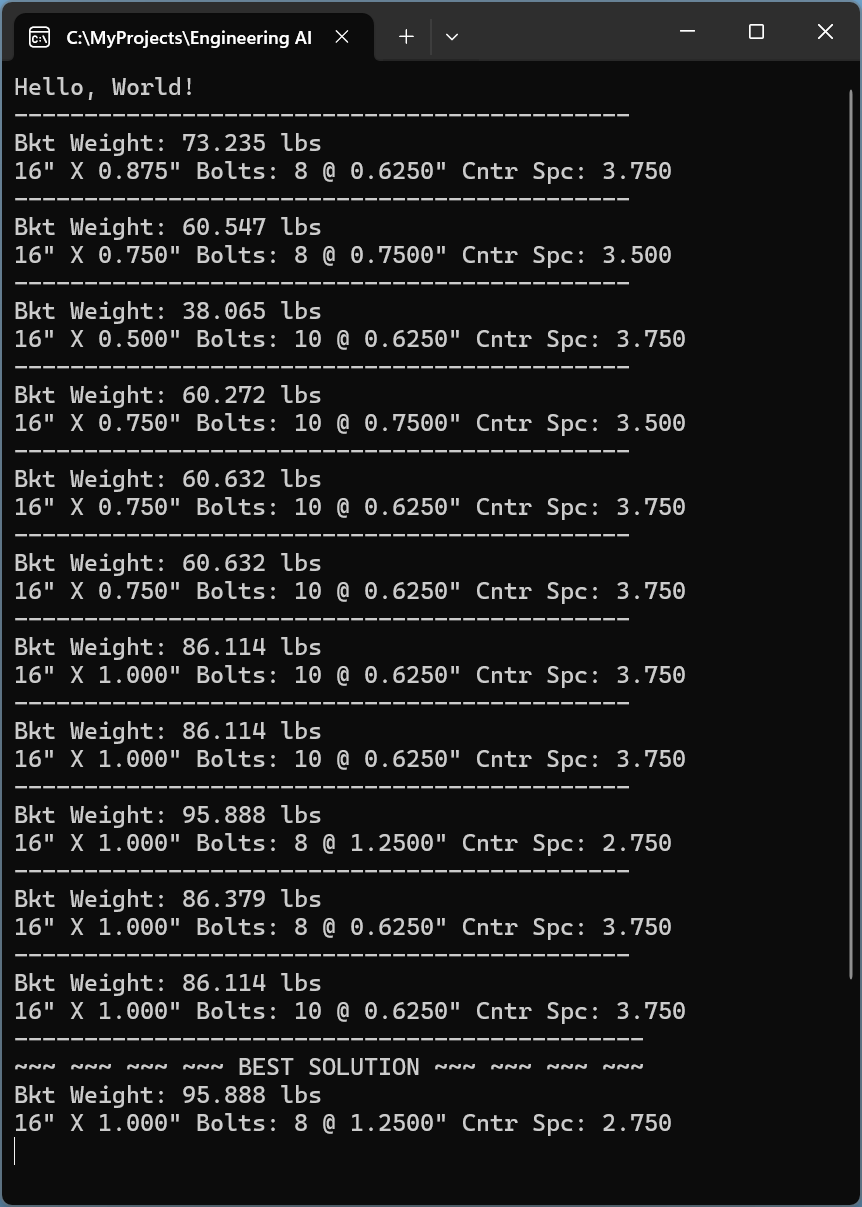 C:\MyProjects\Engineering AI
Hello, World!
--------------------------------------------
Bkt Weight: 73.235 lbs
16" X 0.875" Bolts: 8 @ 0.6250" Cntr Spc: 3.750
--------------------------------------------
Bkt Weight: 60.547 lbs
16" X 0.750" Bolts: 8 @ 0.7500" Cntr Spc: 3.500
--------------------------------------------
Bkt Weight: 38.065 lbs
16" X 0.500" Bolts: 10 @ 0.6250" Cntr Spc: 3.750
--------------------------------------------
Bkt Weight: 60.272 lbs
16" X 0.750" Bolts: 10 @ 0.7500" Cntr Spc: 3.500
--------------------------------------------
Bkt Weight: 60.632 lbs
16" X 0.750" Bolts: 10 @ 0.6250" Cntr Spc: 3.750
--------------------------------------------
Bkt Weight: 60.632 lbs
16" X 0.750" Bolts: 10 @ 0.6250" Cntr Spc: 3.750
--------------------------------------------
Bkt Weight: 86.114 lbs
16" X 1.000" Bolts: 10 @ 0.6250" Cntr Spc: 3.750
--------------------------------------------
Bkt Weight: 86.114 lbs
16" X 1.000" Bolts: 10 @ 0.6250" Cntr Spc: 3.750
--------------------------------------------
Bkt Weight: 95.888 lbs
16" X 1.000" Bolts: 8 @ 1.2500" Cntr Spc: 2.750
--------------------------------------------
Bkt Weight: 86.379 lbs
16" X 1.000" Bolts: 8 @ 0.6250" Cntr Spc: 3.750
--------------------------------------------
Bkt Weight: 86.114 lbs
16" X 1.000" Bolts: 10 @ 0.6250" Cntr Spc: 3.750
---------------------------------------------
~~~ ~~~ ~~~ ~~~ BEST SOLUTION ~~~ ~~~ ~~~ ~~~
Bkt Weight: 95.888 lbs
16" X 1.000" Bolts: 8 @ 1.2500" Cntr Spc: 2.750